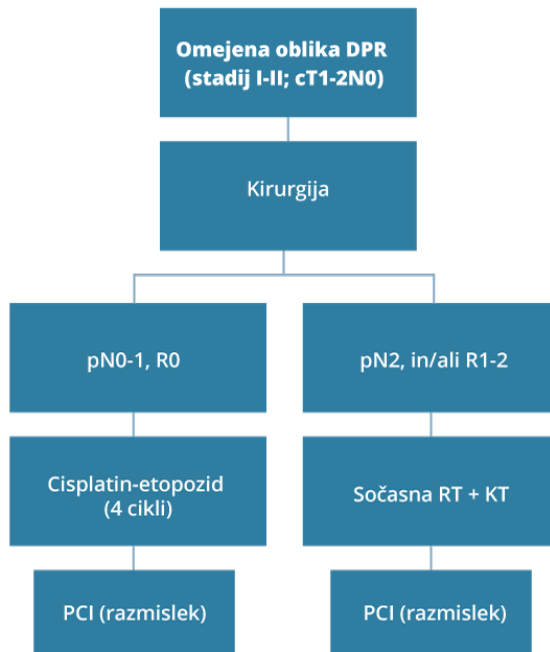 Omejena oblika DPR
(stadij I-II; cT1-2N0)
Kirurgija
pN0-1, R0
pN2, in/ali R1-2
Cisplatin-etopozid
(4 cikli)
Sočasna RT + KT
PCI (razmislek)
PCI (razmislek)